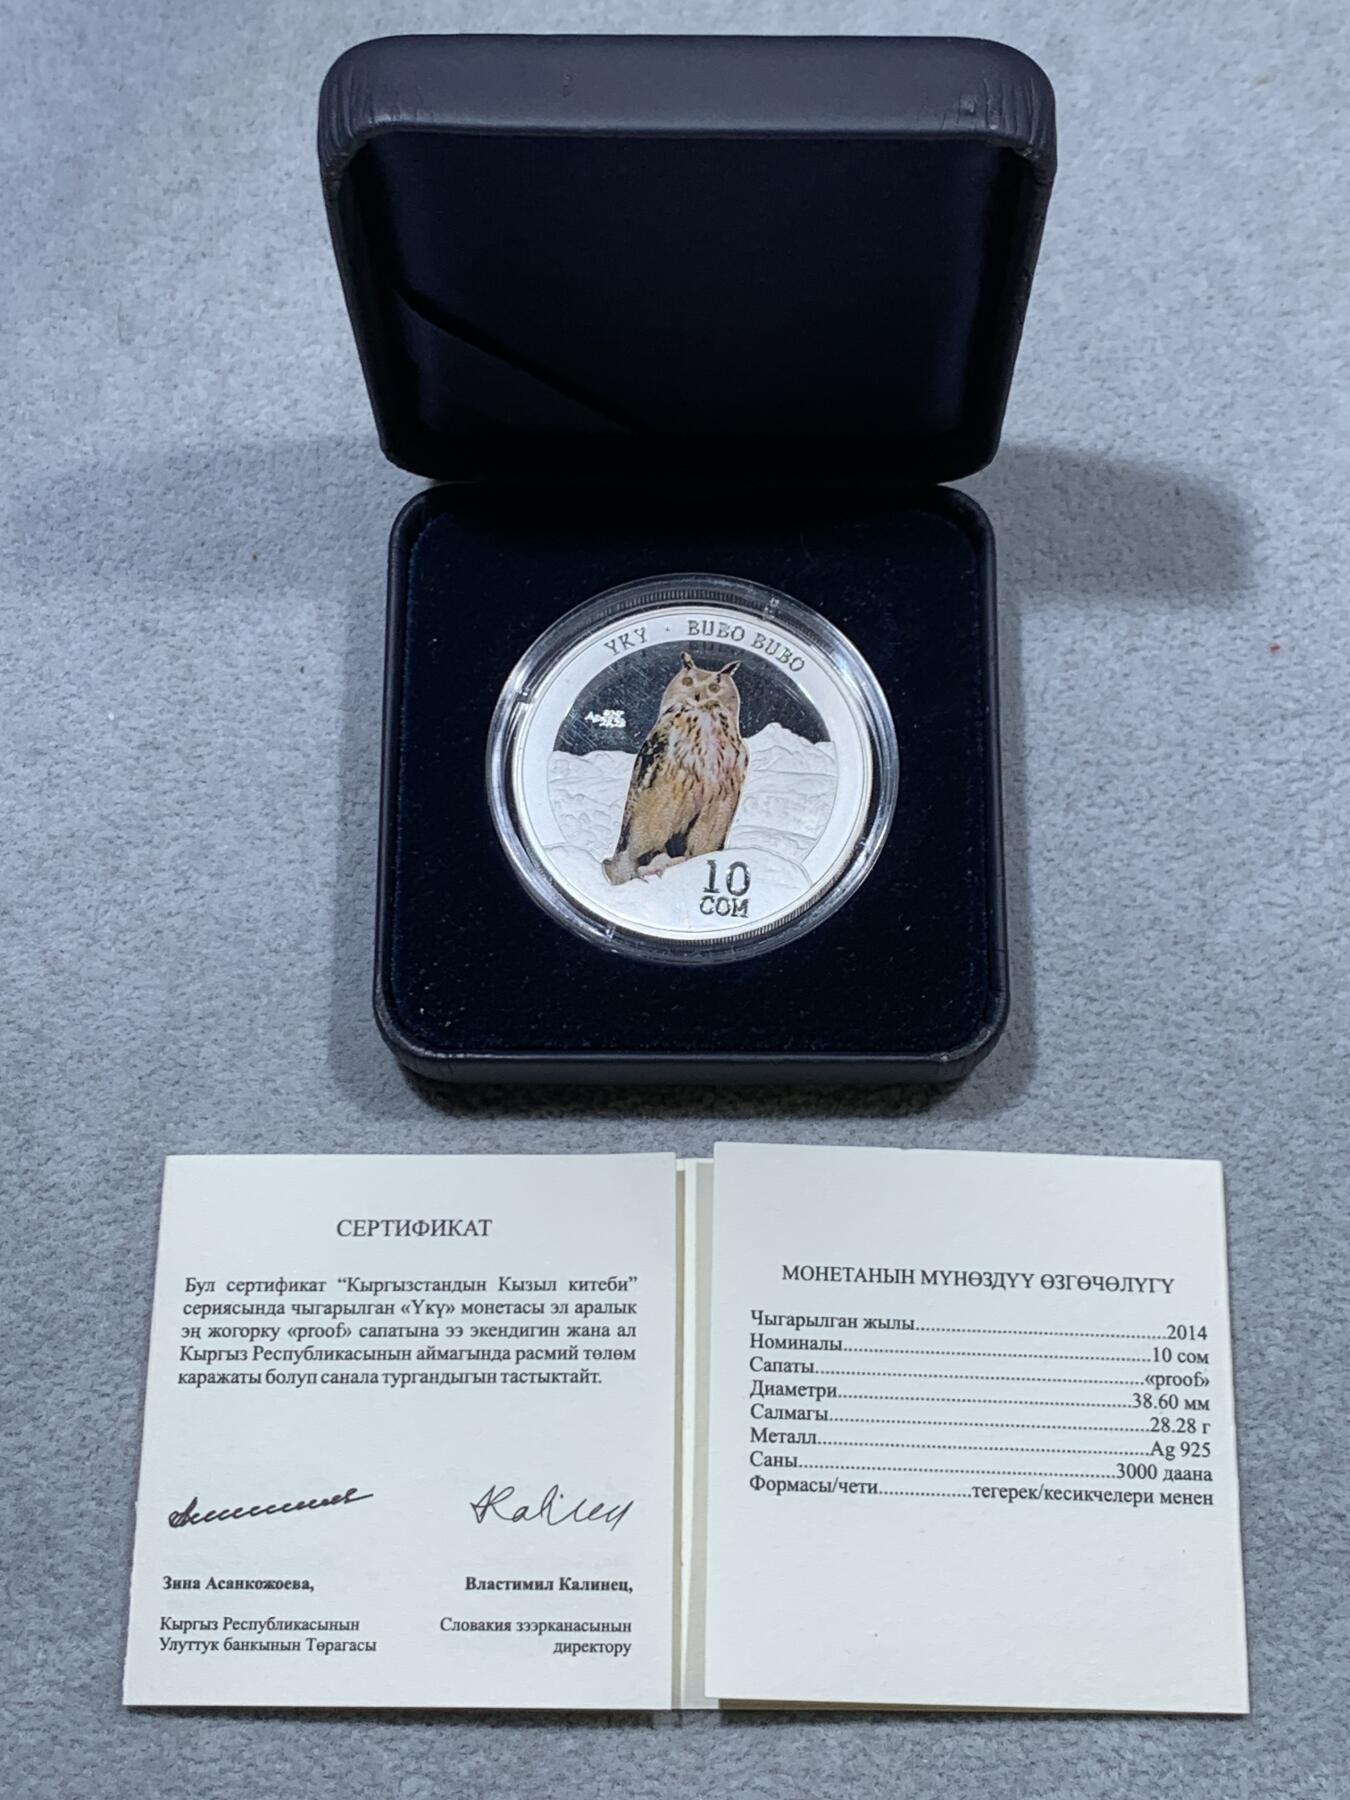 ҮКҮ · BUBO BUBO
Ag 925
28.28
10
СОМ
СЕРТИФИКАТ
Бул сертификат “Кыргызстандын Кызыл китеби”
сериясында чыгарылган «Үкү» монетасы эл аралык
эң жогорку «proof» сапатына ээ экендигин жана ал
Кыргыз Республикасынын аймагында расмий төлөм
каражаты болуп санала тургандыгын тастыктайт.
Зина Асанкожоева,
Кыргыз Республикасынын
Улуттук банкынын Төрагасы
Властимил Калинец,
Словакия зээрканасынын
директору
МОНЕТАНЫН МҮНӨЗДҮҮ ӨЗГӨЧӨЛҮГҮ
Чыгарылган жылы....................2014
Номиналы....................10 сом
Сапаты....................«proof»
Диаметри....................38.60 мм
Салмагы....................28.28 г
Металл....................Ag 925
Саны....................3000 даана
Формасы/чети....................тегерек/кесикчелери менен